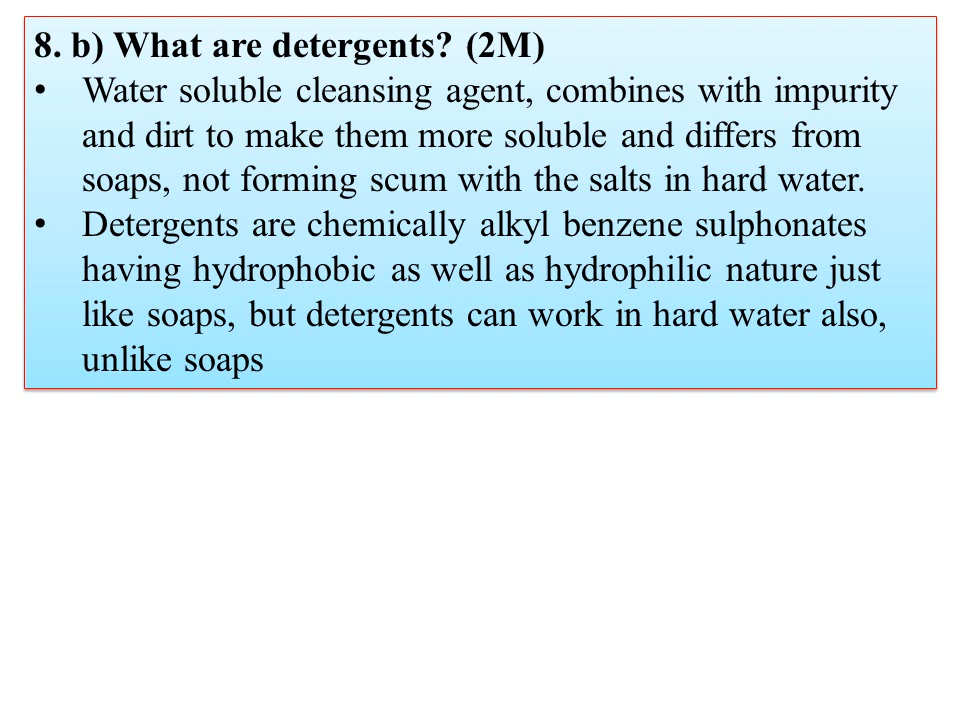 8. b) What are detergents? (2M)
• Water soluble cleansing agent, combines with impurity
and dirt to make them more soluble and differs from
soaps, not forming scum with the salts in hard water.
• Detergents are chemically alkyl benzene sulphonates
having hydrophobic as well as hydrophilic nature just
like soaps, but detergents can work in hard water also,
unlike soaps